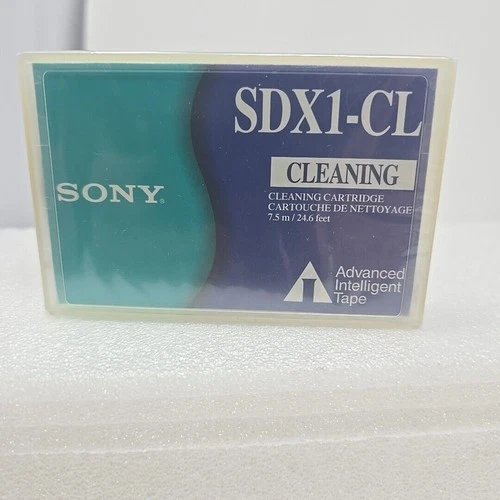 SONY®
SDX1-CL
CLEANING
CLEANING CARTRIDGE
CARTOUCHE DE NETTOYAGE
7.5 m / 24.6 feet
Advanced
Intelligent
Tape